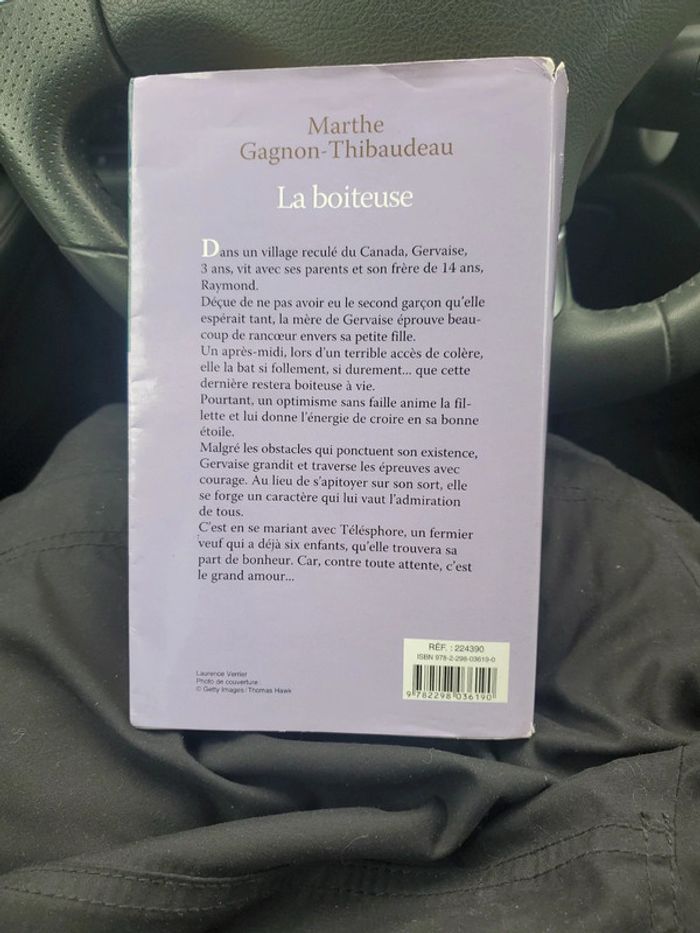 Marthe
Gagnon-Thibaudeau
La boiteuse
Dans un village reculé du Canada, Gervaise,
3 ans, vit avec ses parents et son frère de 14 ans,
Raymond.
Déçue de ne pas avoir eu le second garçon qu'elle
espérait tant, la mère de Gervaise éprouve beau-
coup de rancœur envers sa petite fille.
Un après-midi, lors d'un terrible accès de colère,
elle la bat si follement, si durement... que cette
dernière restera boiteuse à vie.
Pourtant, un optimisme sans faille anime la fil-
lette et lui donne l'énergie de croire en sa bonne
étoile.
Malgré les obstacles qui ponctuent son existence,
Gervaise grandit et traverse les épreuves avec
courage. Au lieu de s'apitoyer sur son sort, elle
se forge un caractère qui lui vaut l'admiration
de tous.
C'est en se mariant avec Télésphore, un fermier
veuf qui a déjà six enfants, qu'elle trouvera sa
part de bonheur. Car, contre toute attente, c'est
le grand amour...
RÉF. : 224390
ISBN 978-2-298-03619-0
9 782298 036190
Laurence Verrier
Photo de couverture :
© Getty Images / Thomas Hawk